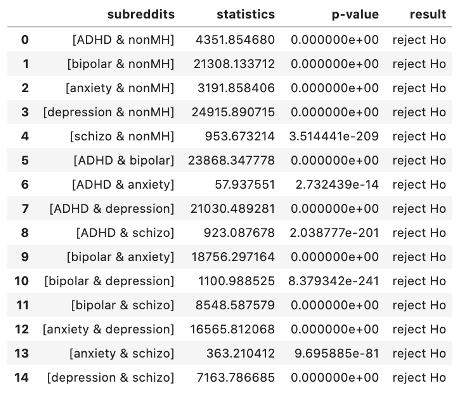 subreddits statistics p-value result
0 [ADHD & nonMH] 4351.854680 0.000000e+00 reject Ho
1 [bipolar & nonMH] 21308.133712 0.000000e+00 reject Ho
2 [anxiety & nonMH] 3191.858406 0.000000e+00 reject Ho
3 [depression & nonMH] 24915.890715 0.000000e+00 reject Ho
4 [schizo & nonMH] 953.673214 3.514441e-209 reject Ho
5 [ADHD & bipolar] 23868.347778 0.000000e+00 reject Ho
6 [ADHD & anxiety] 57.937551 2.732439e-14 reject Ho
7 [ADHD & depression] 21030.489281 0.000000e+00 reject Ho
8 [ADHD & schizo] 923.087678 2.038777e-201 reject Ho
9 [bipolar & anxiety] 18756.297164 0.000000e+00 reject Ho
10 [bipolar & depression] 1100.988525 8.379342e-241 reject Ho
11 [bipolar & schizo] 8548.587579 0.000000e+00 reject Ho
12 [anxiety & depression] 16565.812068 0.000000e+00 reject Ho
13 [anxiety & schizo] 363.210412 9.695885e-81 reject Ho
14 [depression & schizo] 7163.786685 0.000000e+00 reject Ho